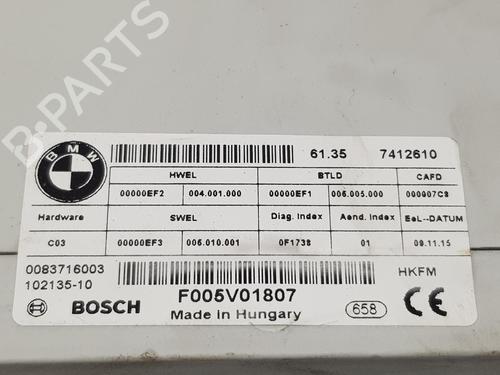 B-PARTS
BMW
61.35 7412610
HWEL BTLD CAFD
00000EF2 004.001.000 00000EF1 006.005.000 000007C8
Hardware SWEL Diag. Index Aend. Index EoL--DATUM
C03 00000EF3 005.010.001 0F1738 01 09.11.15
0083716003
102135-10
HKFM
BOSCH F005V01807
Made in Hungary
658 CE